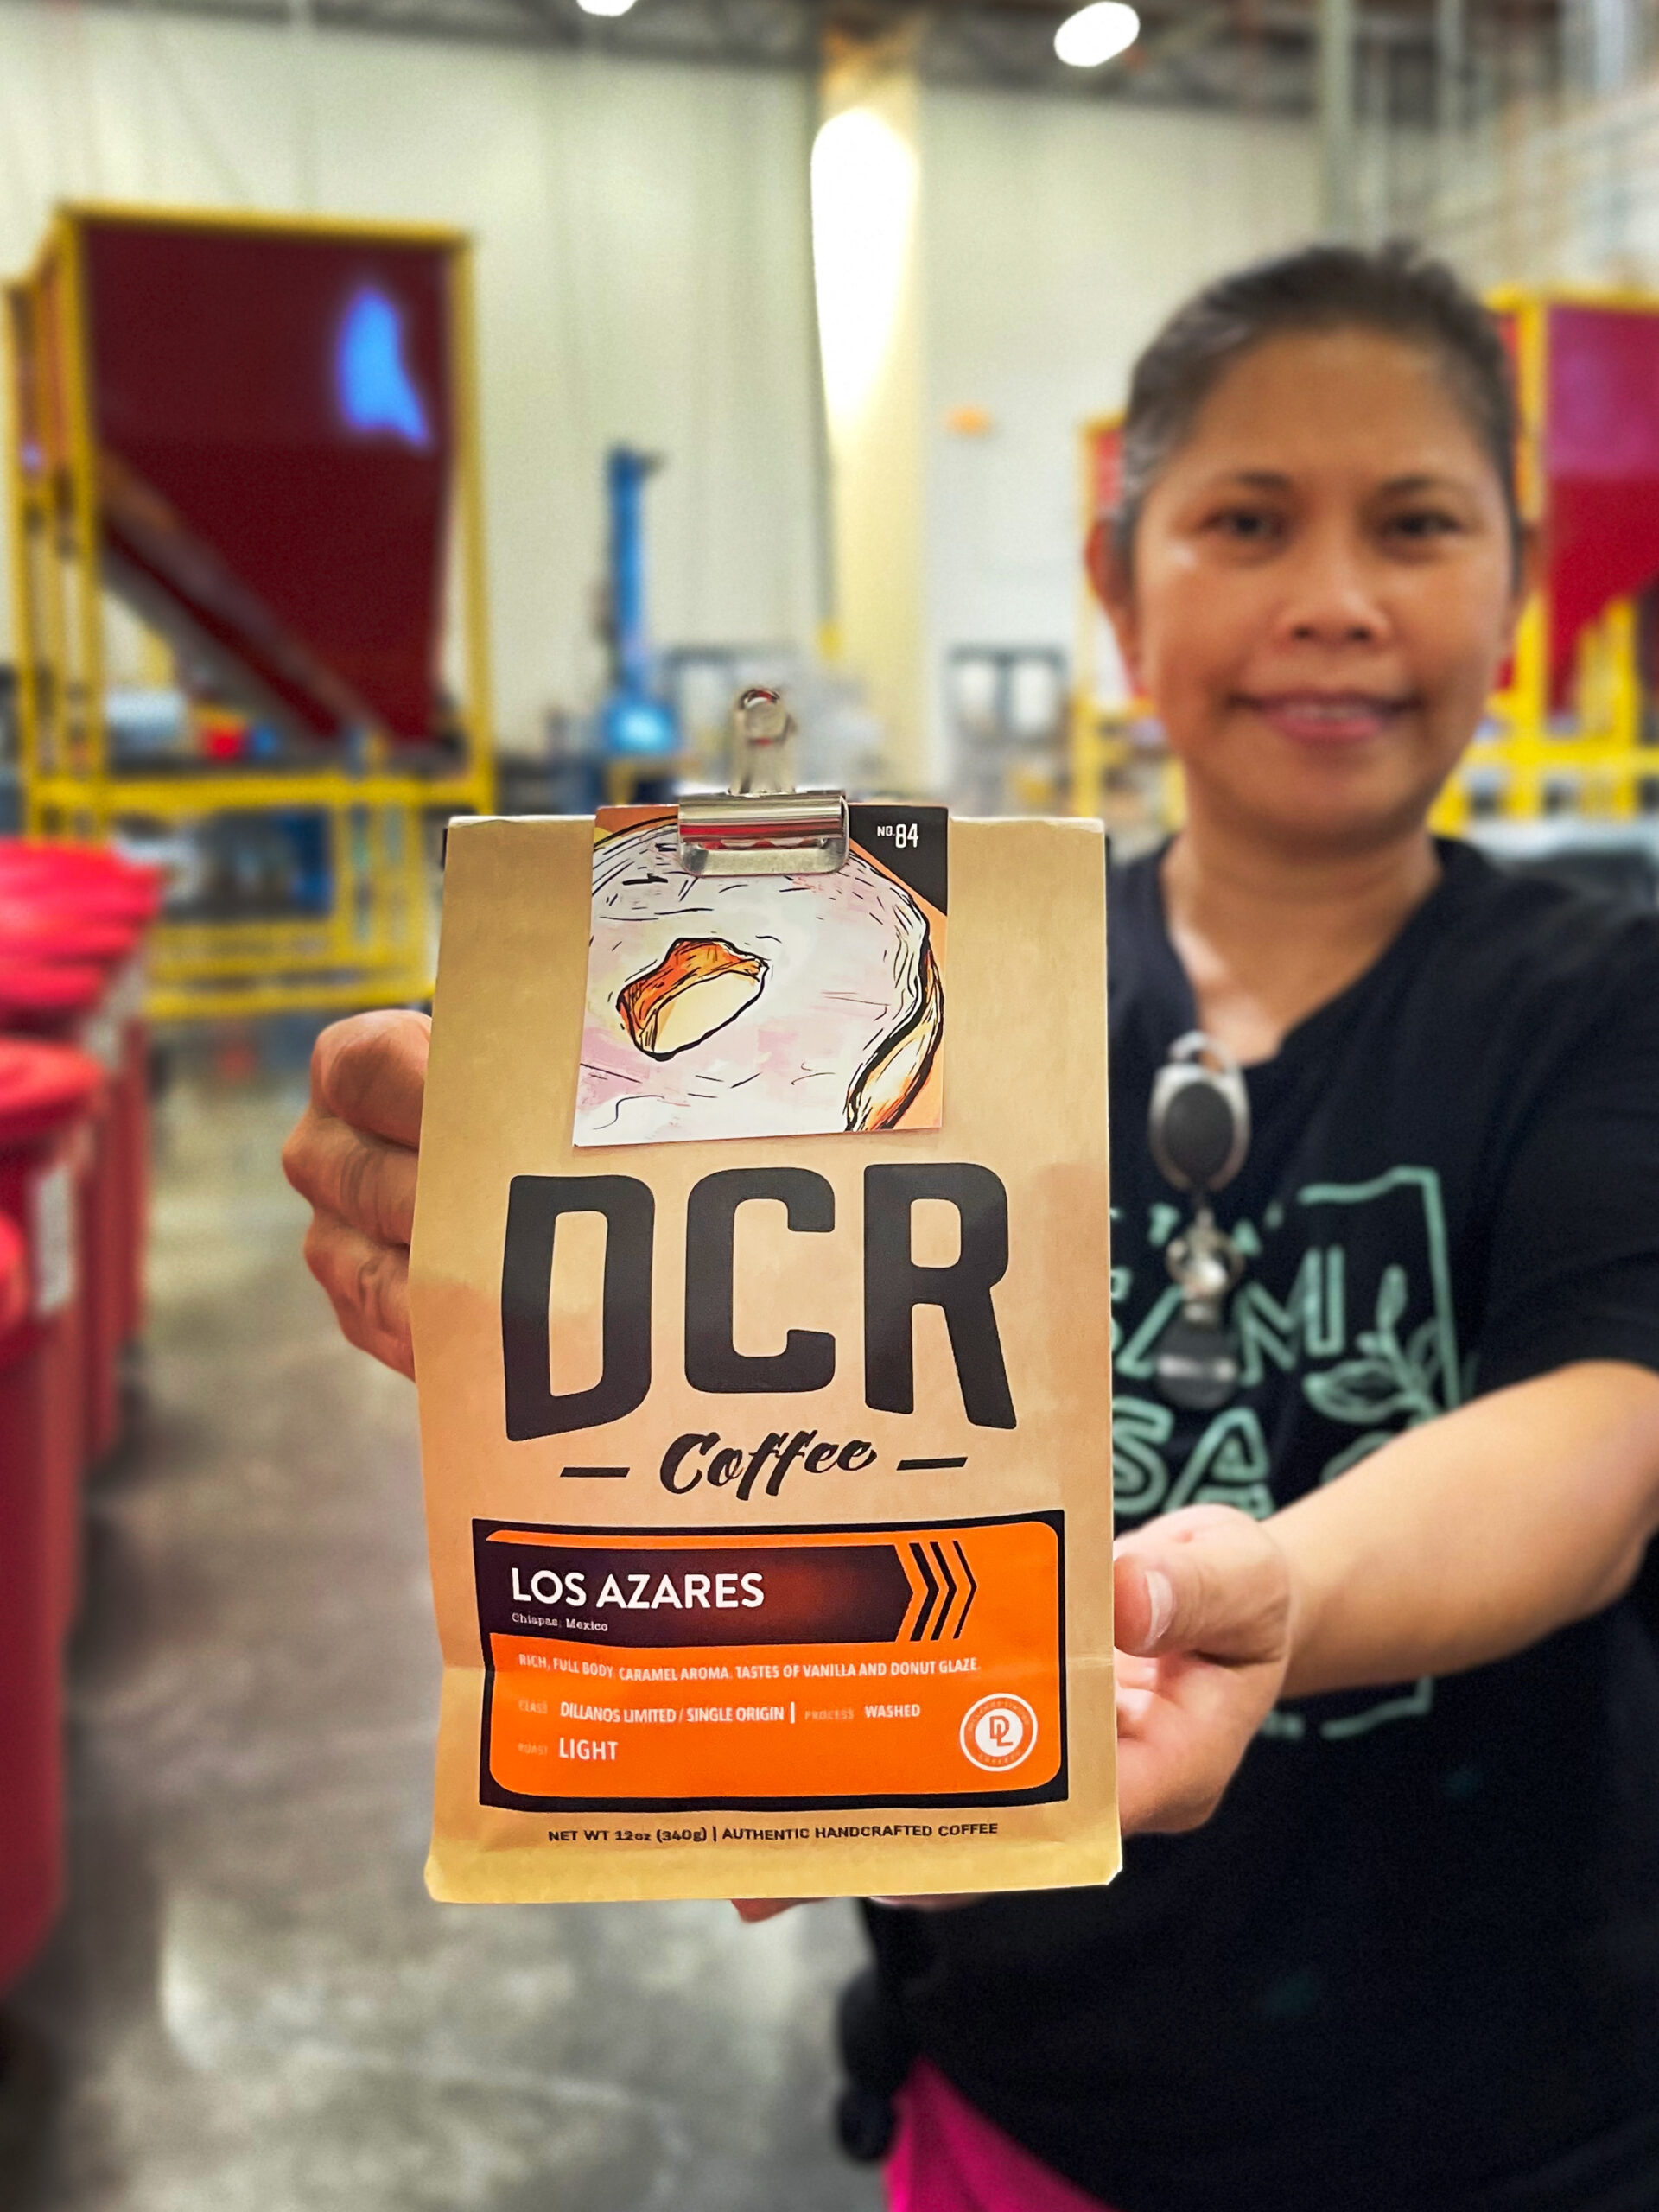 NO. 84
DCR
Coffee
LOS AZARES
Chiapas, Mexico
RICH, FULL BODY. CARAMEL AROMA. TASTES OF VANILLA AND DONUT GLAZE.
CLASS DILLANOS LIMITED / SINGLE ORIGIN | PROCESS WASHED
ROAST LIGHT
DL
NET WT 12oz (340g) | AUTHENTIC HANDCRAFTED COFFEE